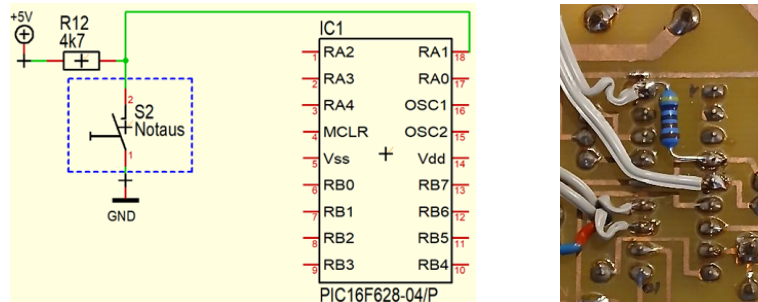 +5V
R12
4k7
2
S2
Notaus
1
GND
IC1
1 RA2 RA1 18
2 RA3 RA0 17
3 RA4 OSC1 16
4 MCLR OSC2 15
5 Vss Vdd 14
6 RB0 RB7 13
7 RB1 RB6 12
8 RB2 RB5 11
9 RB3 RB4 10
PIC16F628-04/P